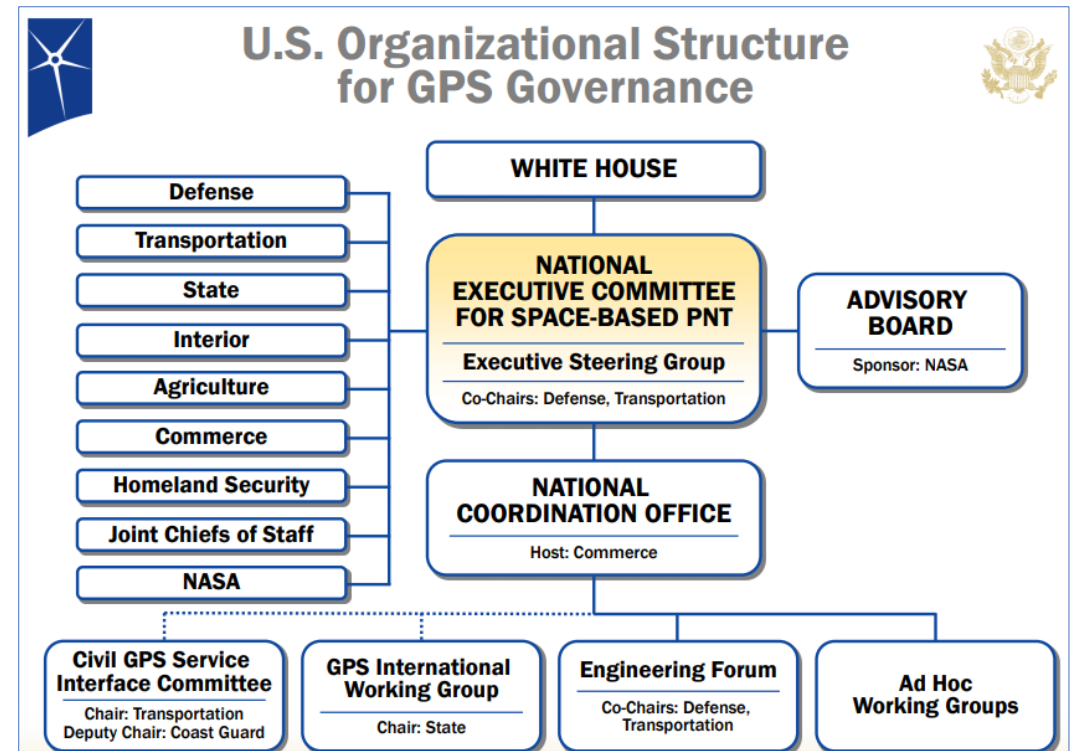 U.S. Organizational Structure
for GPS Governance
WHITE HOUSE
Defense
Transportation
State
Interior
Agriculture
Commerce
Homeland Security
Joint Chiefs of Staff
NASA
NATIONAL
EXECUTIVE COMMITTEE
FOR SPACE-BASED PNT
Executive Steering Group
Co-Chairs: Defense, Transportation
ADVISORY
BOARD
Sponsor: NASA
NATIONAL
COORDINATION OFFICE
Host: Commerce
Civil GPS Service
Interface Committee
Chair: Transportation
Deputy Chair: Coast Guard
GPS International
Working Group
Chair: State
Engineering Forum
Co-Chairs: Defense,
Transportation
Ad Hoc
Working Groups